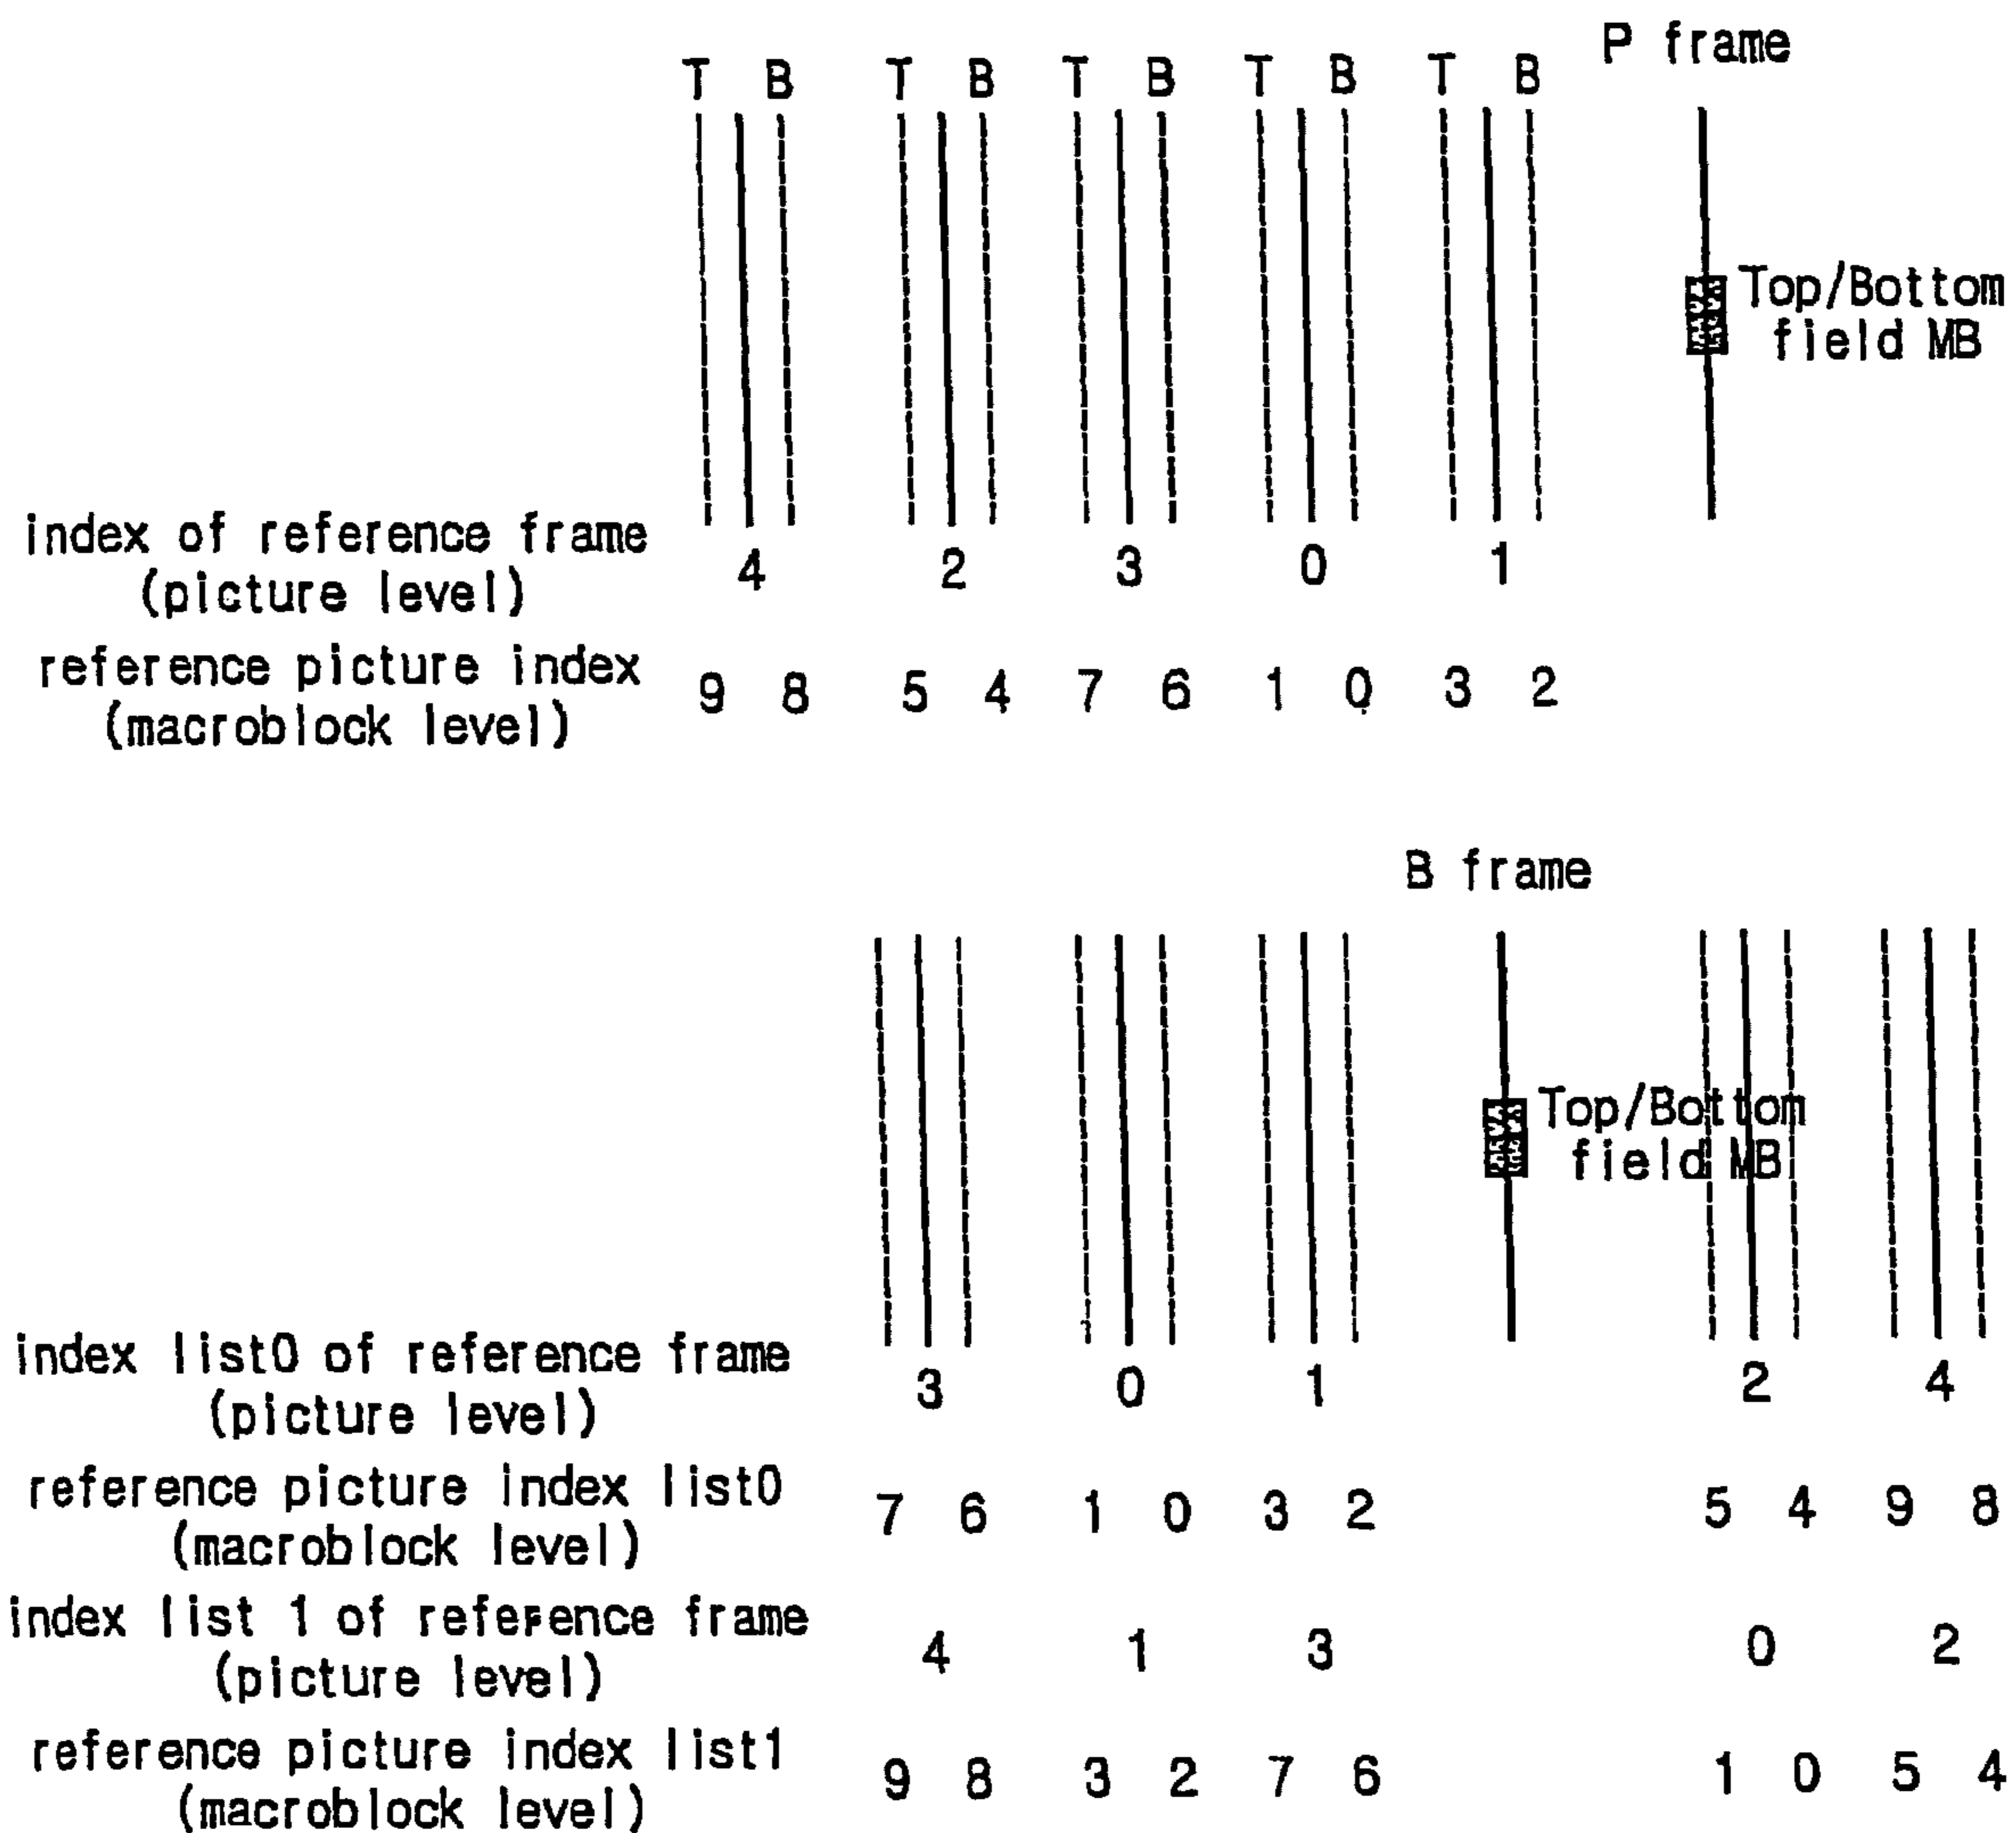 P frame
T B T B T B T B T B
Top/Bottom
field MB
index of reference frame
(picture level)
4 2 3 0 1
reference picture index
(macroblock level)
9 8 5 4 7 6 1 0 3 2
B frame
Top/Bottom
field MB
index list0 of reference frame
(picture level)
3 0 1 2 4
reference picture index list0
(macroblock level)
7 6 1 0 3 2 5 4 9 8
index list 1 of reference frame
(picture level)
4 1 3 0 2
reference picture index list1
(macroblock level)
9 8 3 2 7 6 1 0 5 4